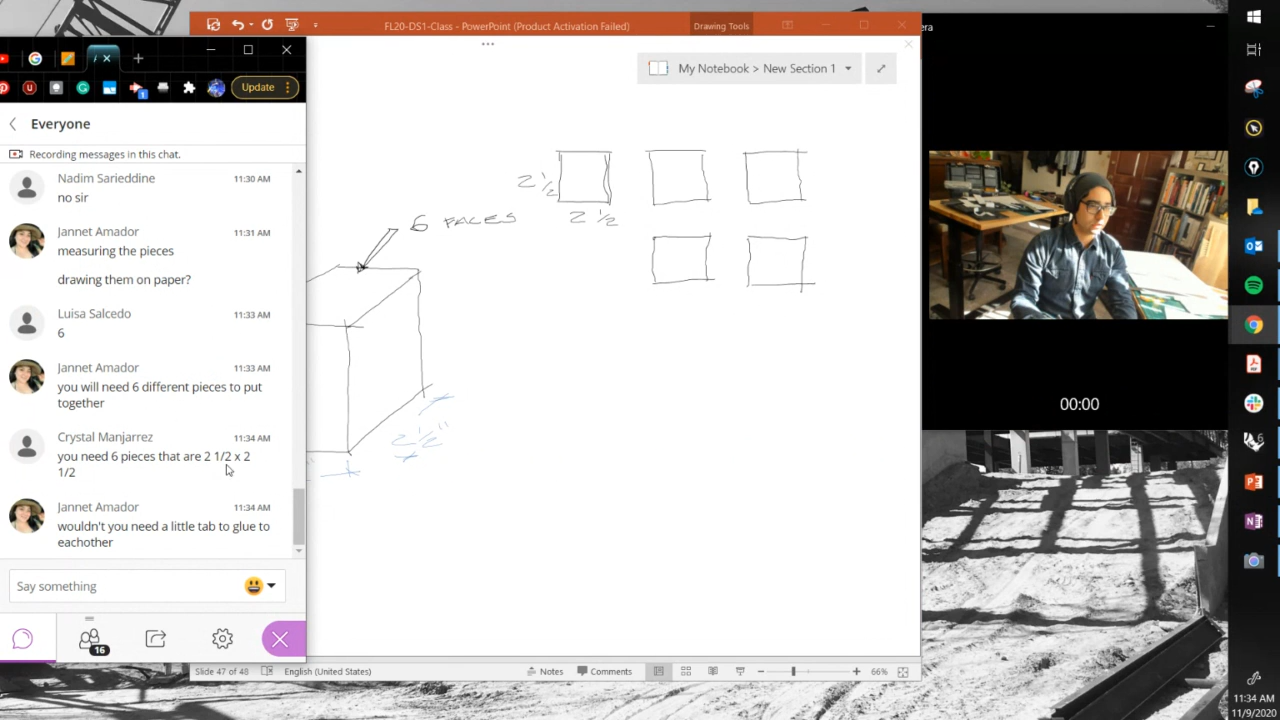 FL20-DS1-Class - PowerPoint (Product Activation Failed)
Drawing Tools
era
Update
My Notebook > New Section 1
Everyone
Recording messages in this chat.
Nadim Sarieddine
11:30 AM
no sir
Jannet Amador
11:31 AM
measuring the pieces
drawing them on paper?
Luisa Salcedo
11:33 AM
6
Jannet Amador
11:33 AM
you will need 6 different pieces to put
together
Crystal Manjarrez
11:34 AM
you need 6 pieces that are 2 1/2 x 2
1/2
Jannet Amador
11:34 AM
wouldn't you need a little tab to glue to
eachother
Say something
16
2 1/2
2 1/2
6 FACES
2 1/2"
00:00
Slide 47 of 48
English (United States)
Notes
Comments
66%
11:34 AM
11/9/2020